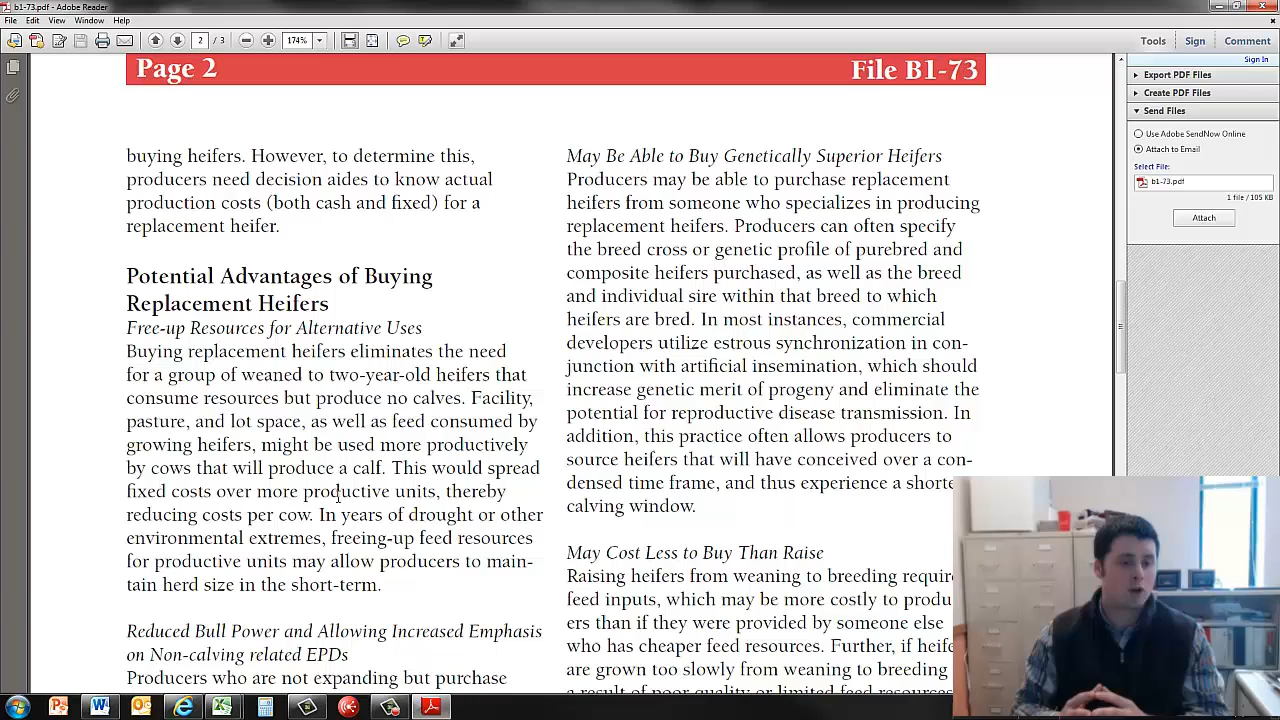 b1-73.pdf - Adobe Reader
File Edit View Window Help
2 / 3 174%
Tools Sign Comment
Page 2 File B1-73
buying heifers. However, to determine this,
producers need decision aides to know actual
production costs (both cash and fixed) for a
replacement heifer.
Potential Advantages of Buying
Replacement Heifers
Free-up Resources for Alternative Uses
Buying replacement heifers eliminates the need
for a group of weaned to two-year-old heifers that
consume resources but produce no calves. Facility,
pasture, and lot space, as well as feed consumed by
growing heifers, might be used more productively
by cows that will produce a calf. This would spread
fixed costs over more productive units, thereby
reducing costs per cow. In years of drought or other
environmental extremes, freeing-up feed resources
for productive units may allow producers to main-
tain herd size in the short-term.
Reduced Bull Power and Allowing Increased Emphasis
on Non-calving related EPDs
Producers who are not expanding but purchase
May Be Able to Buy Genetically Superior Heifers
Producers may be able to purchase replacement
heifers from someone who specializes in producing
replacement heifers. Producers can often specify
the breed cross or genetic profile of purebred and
composite heifers purchased, as well as the breed
and individual sire within that breed to which
heifers are bred. In most instances, commercial
developers utilize estrous synchronization in con-
junction with artificial insemination, which should
increase genetic merit of progeny and eliminate the
potential for reproductive disease transmission. In
addition, this practice often allows producers to
source heifers that will have conceived over a con-
densed time frame, and thus experience a shorte
calving window.
May Cost Less to Buy Than Raise
Raising heifers from weaning to breeding requir
feed inputs, which may be more costly to produ
ers than if they were provided by someone else
who has cheaper feed resources. Further, if heife
are grown too slowly from weaning to breeding
a result of poor quality or limited feed resources
Sign In
Export PDF Files
Create PDF Files
Send Files
Use Adobe SendNow Online
Attach to Email
Select File:
b1-73.pdf
1 file / 105 KB
Attach